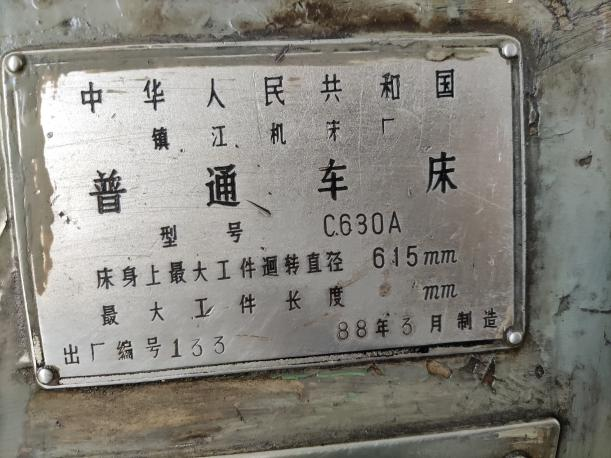 中华人民共和国
镇江机床厂
普通车床
型号 C630A
床身上最大工件迴转直径 615mm
最大工件长度 mm
出厂编号133 88年3月制造